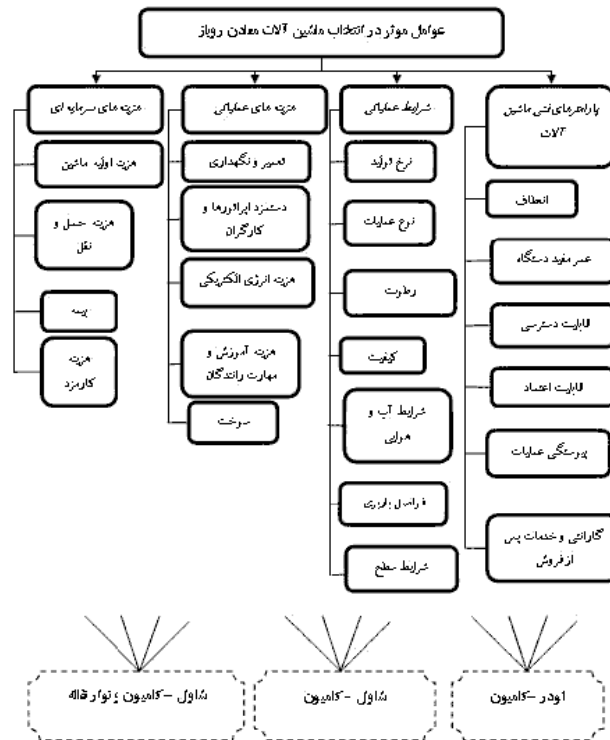 عوامل موثر در انتخاب ماشین آلات معادن روباز
پارامترهای فنی ماشین
آلات
انعطاف
عمر مفید دستگاه
قابلیت دسترسی
قابلیت اعتماد
پیوستگی عملیات
گارانتی و خدمات پس
از فروش
شرایط عملیاتی
نرخ تولید
نرخ عملیات
رطوبت
کیفیت
شرایط آب و
هوایی
فواصل باربری
شرایط سطح
هزینه های عملیاتی
تعمیر و نگهداری
دستمزد اپراتورها و
کارگران
هزینه انرژی الکتریکی
هزینه آموزش و
مهارت رانندگان
سوخت
هزینه های سرمایه ای
هزینه اولیه ماشین
هزینه حمل و
نقل
بیمه
هزینه
کارمزد
لودر – کامیون
شاول – کامیون
شاول – کامیون و نوار نقاله